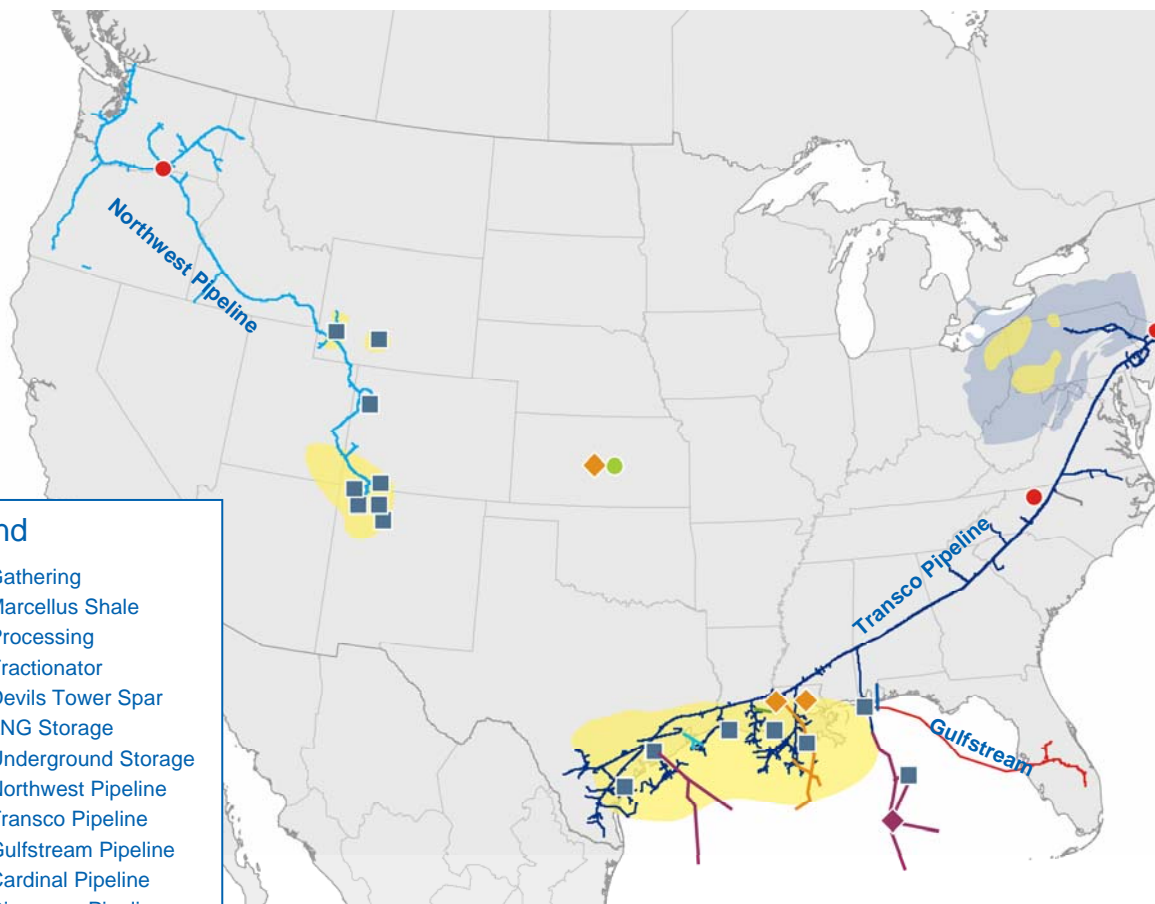 Northwest Pipeline
Transco Pipeline
Gulfstream
nd
Gathering
Marcellus Shale
Processing
Fractionator
Devils Tower Spar
NG Storage
Underground Storage
Northwest Pipeline
Transco Pipeline
Gulfstream Pipeline
Cardinal Pipeline